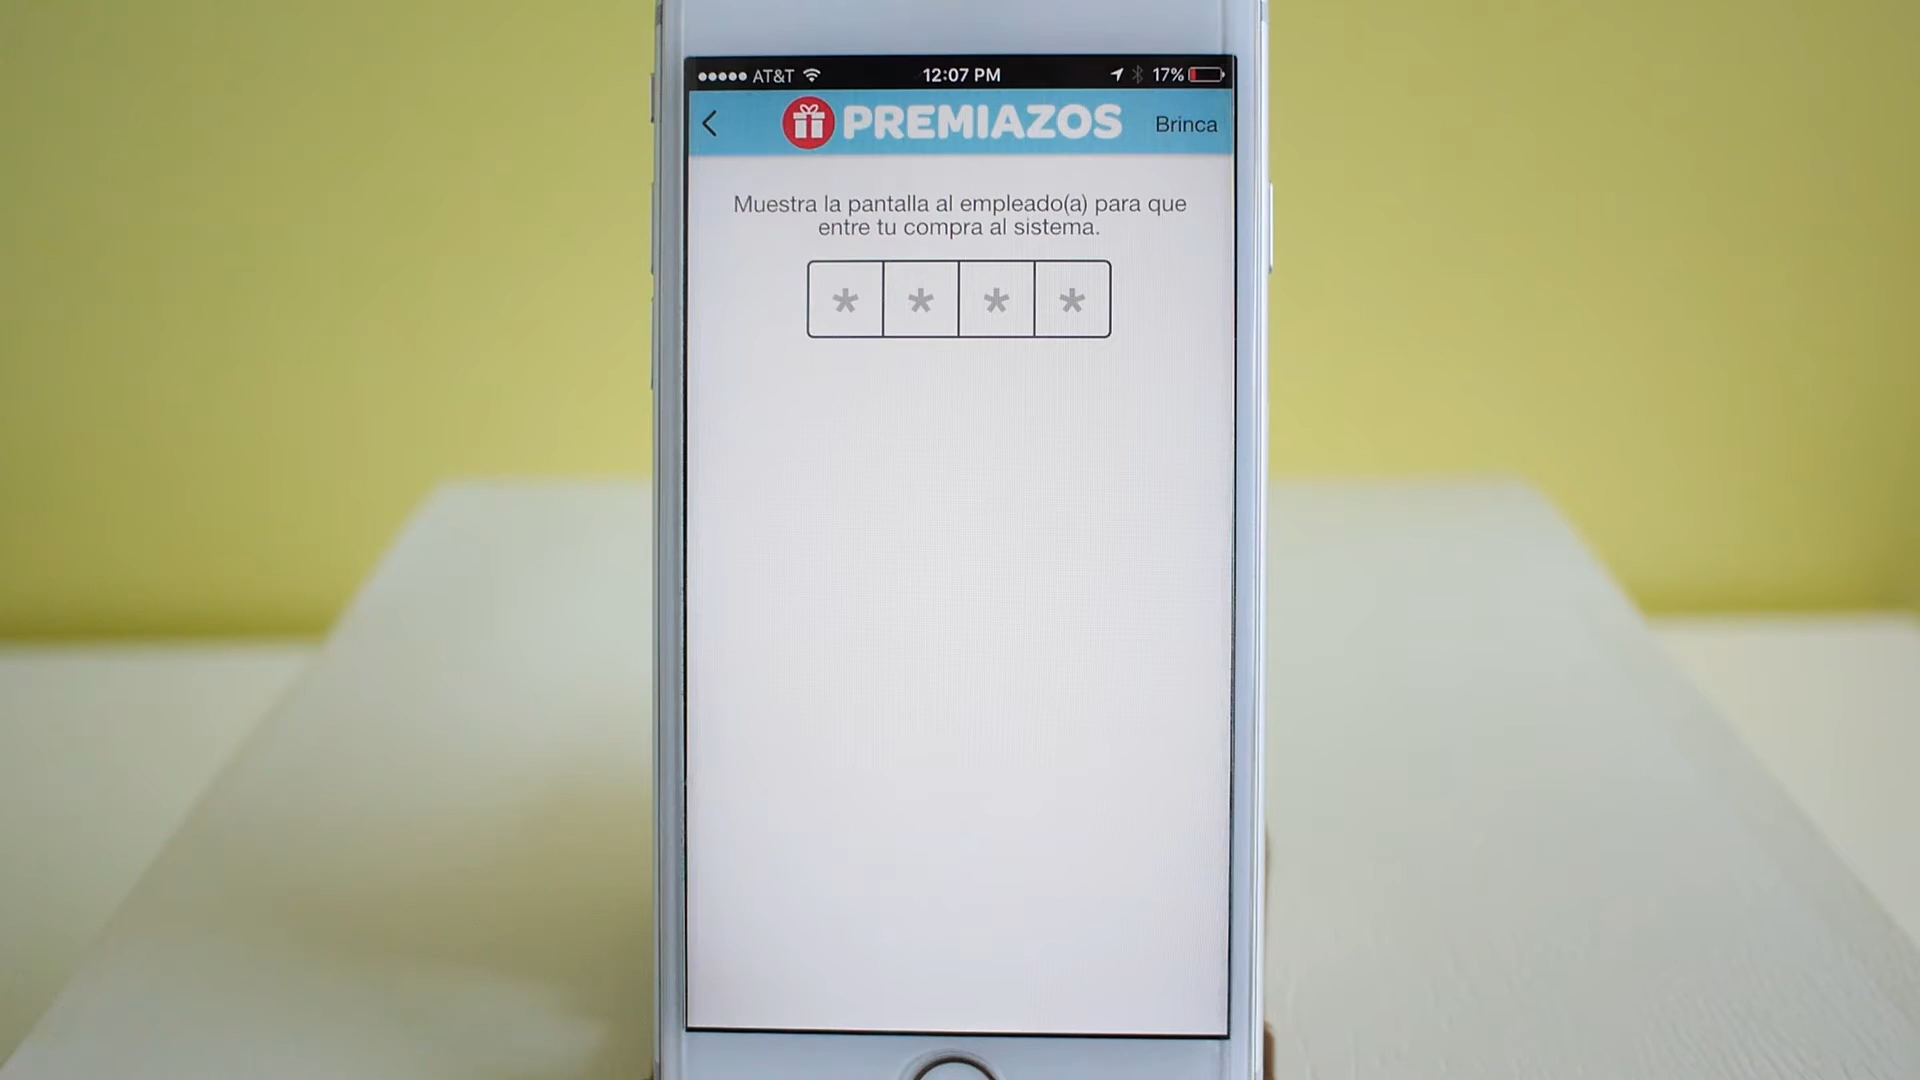 AT&T 12:07 PM 17%
PREMIAZOS Brinca
Muestra la pantalla al empleado(a) para que
entre tu compra al sistema.
* * * *